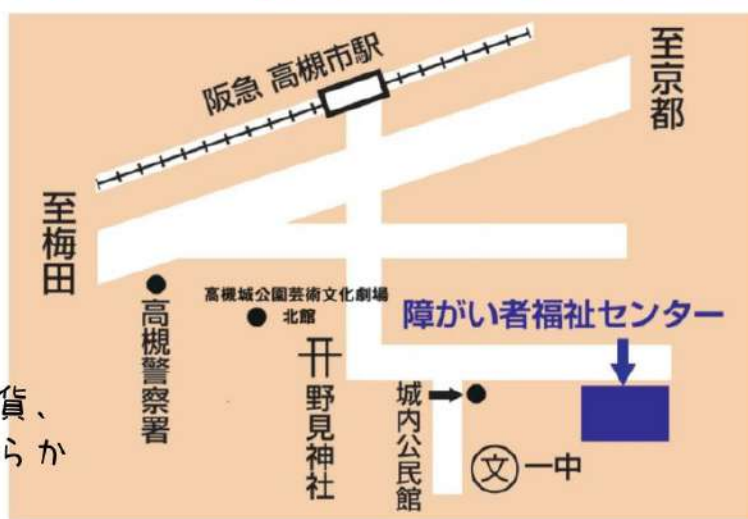 阪急 高槻市駅
至京都
至梅田
高槻城公園芸術文化劇場
北館
高槻警察署
野見神社
障がい者福祉センター
城内公民館
文
一中
貨、
らか